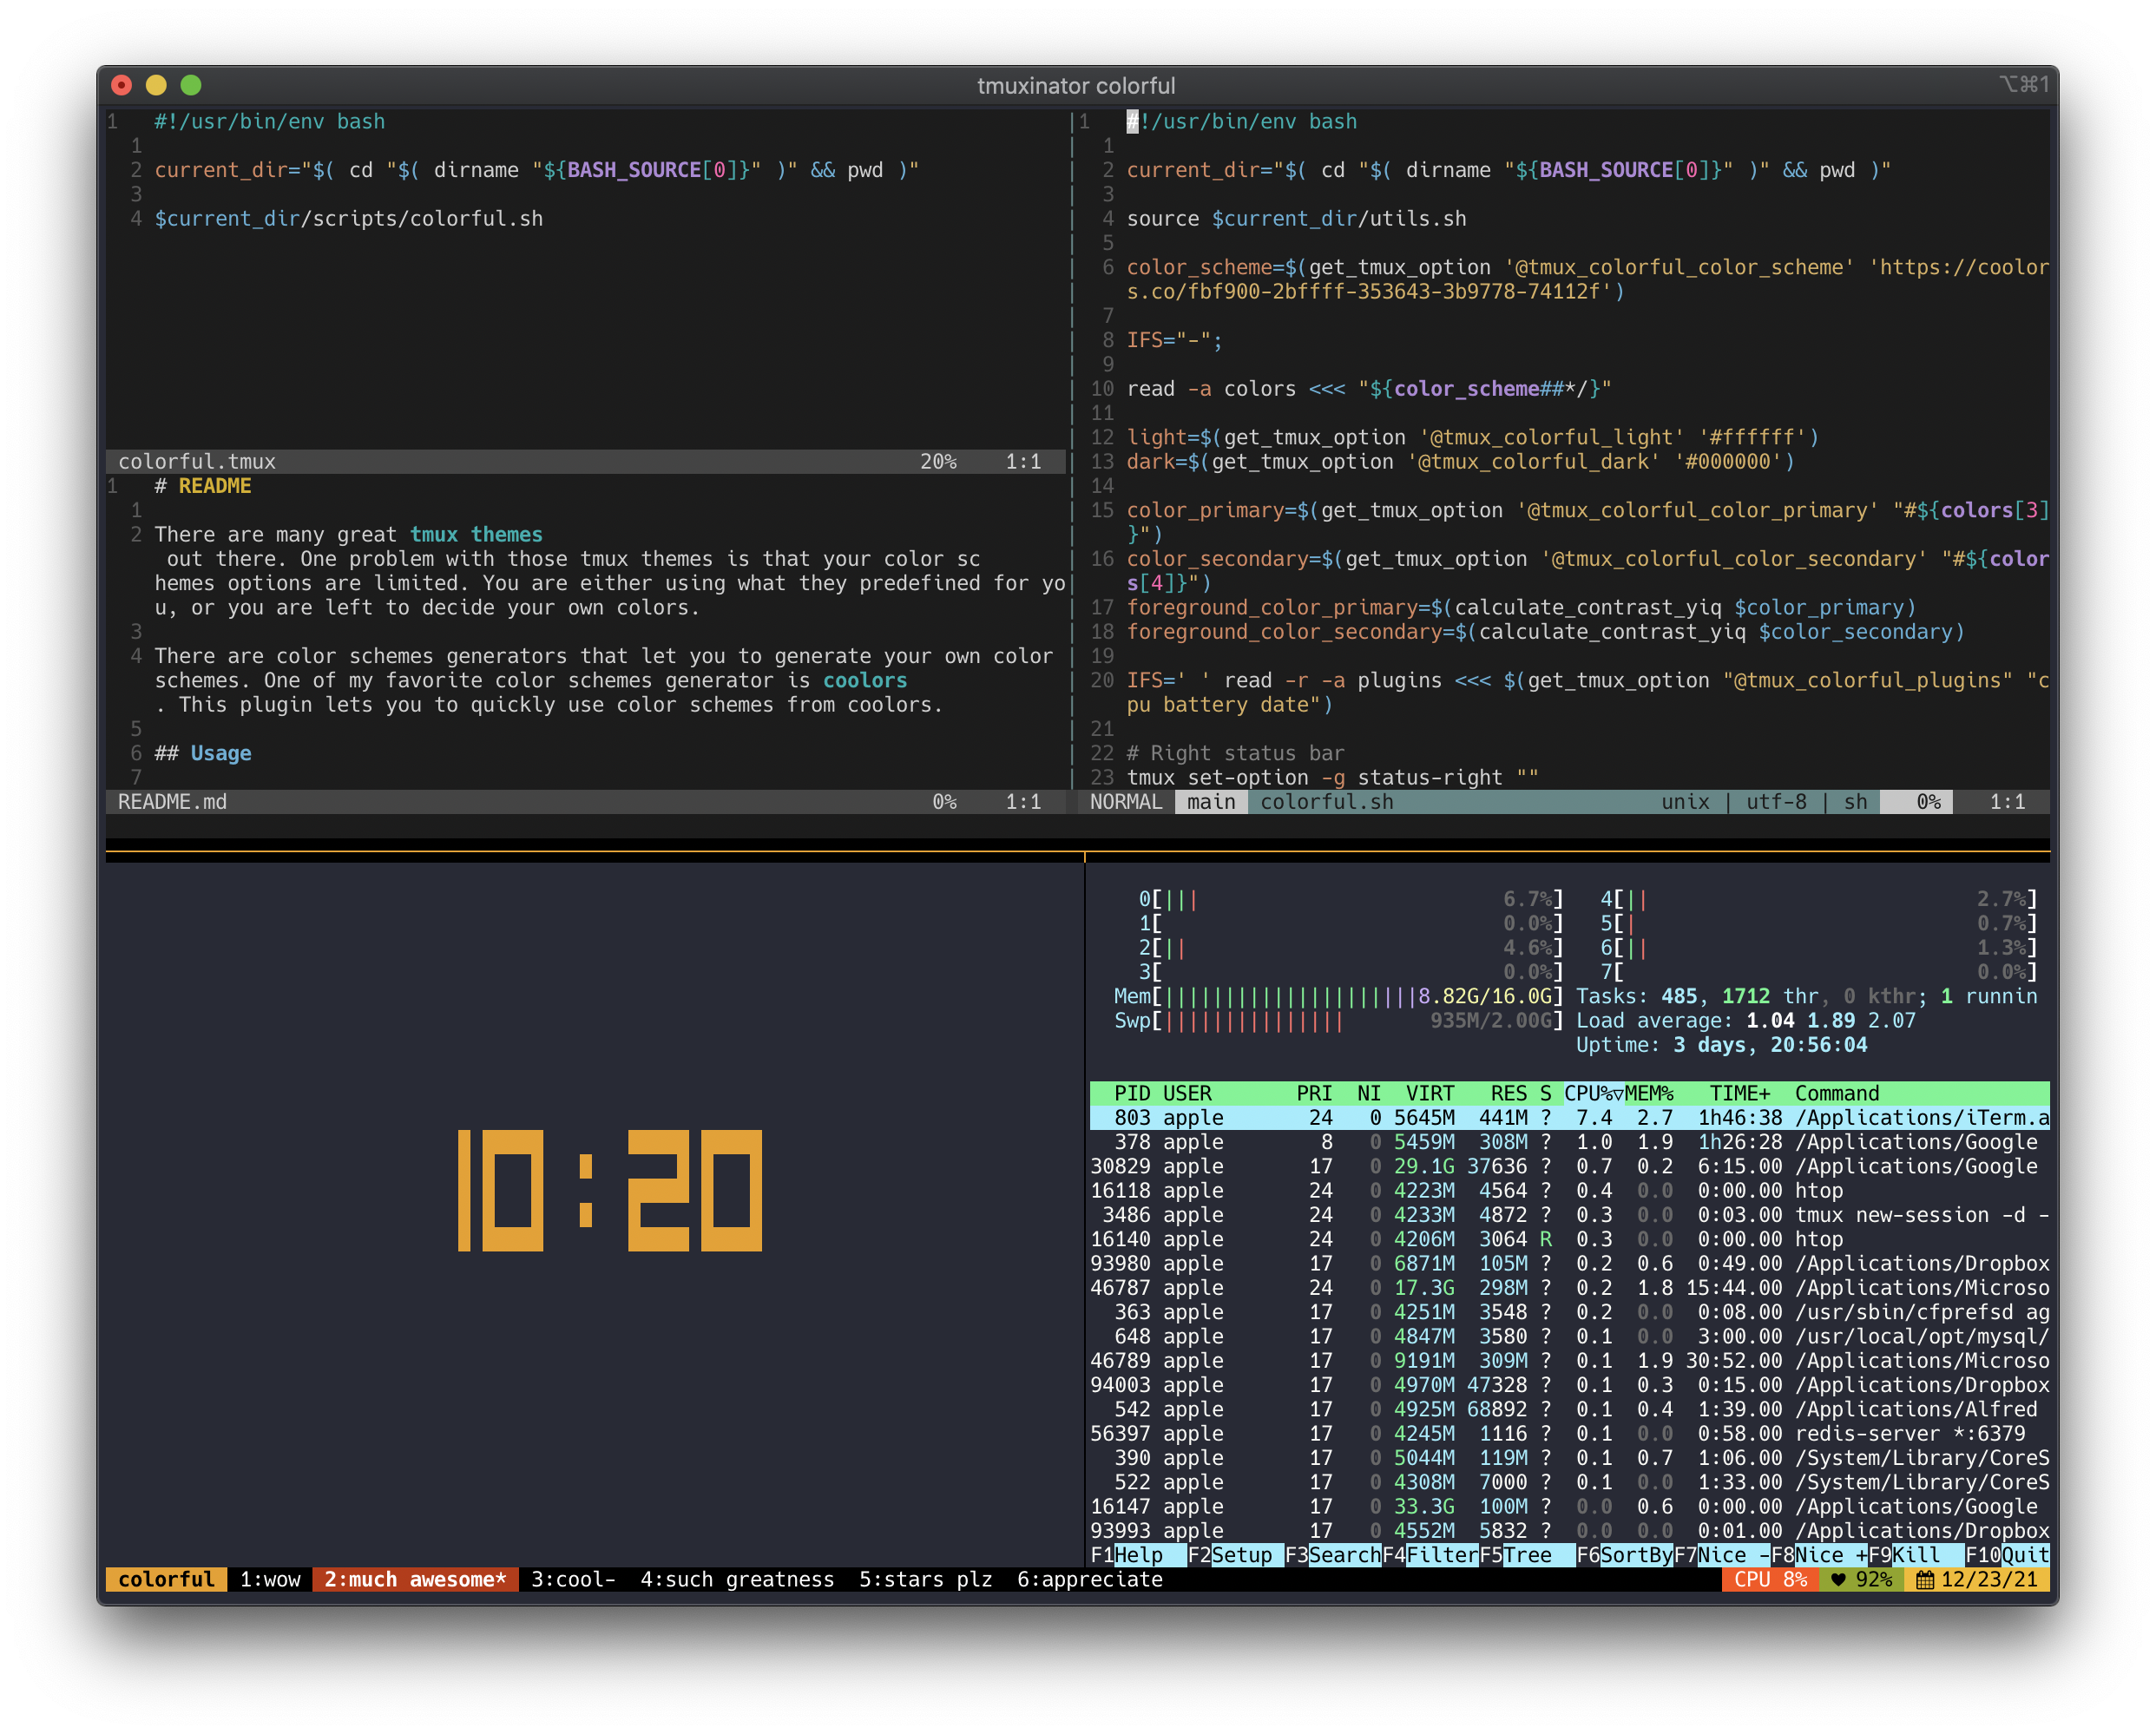 tmuxinator colorful
⌥⌘1
1 #!/usr/bin/env bash
1
2 current_dir="$( cd "$( dirname "${BASH_SOURCE[0]}" )" && pwd )"
3
4 $current_dir/scripts/colorful.sh
colorful.tmux 20% 1:1
1 # README
1
2 There are many great tmux themes
out there. One problem with those tmux themes is that your color sc
hemes options are limited. You are either using what they predefined for yo
u, or you are left to decide your own colors.
3
4 There are color schemes generators that let you to generate your own color
schemes. One of my favorite color schemes generator is coolors
. This plugin lets you to quickly use color schemes from coolors.
5
6 ## Usage
7
README.md 0% 1:1
1 #!/usr/bin/env bash
1
2 current_dir="$( cd "$( dirname "${BASH_SOURCE[0]}" )" && pwd )"
3
4 source $current_dir/utils.sh
5
6 color_scheme=$(get_tmux_option '@tmux_colorful_color_scheme' 'https://coolor
s.co/fbf900-2bffff-353643-3b9778-74112f')
7
8 IFS="-";
9
10 read -a colors <<< "${color_scheme##*/}"
11
12 light=$(get_tmux_option '@tmux_colorful_light' '#ffffff')
13 dark=$(get_tmux_option '@tmux_colorful_dark' '#000000')
14
15 color_primary=$(get_tmux_option '@tmux_colorful_color_primary' "#${colors[3]
}")
16 color_secondary=$(get_tmux_option '@tmux_colorful_color_secondary' "#${color
s[4]}")
17 foreground_color_primary=$(calculate_contrast_yiq $color_primary)
18 foreground_color_secondary=$(calculate_contrast_yiq $color_secondary)
19
20 IFS=' ' read -r -a plugins <<< $(get_tmux_option "@tmux_colorful_plugins" "c
pu battery date")
21
22 # Right status bar
23 tmux set-option -g status-right ""
NORMAL main colorful.sh unix | utf-8 | sh 0% 1:1
10:20
0[||| 6.7%] 4[|| 2.7%]
1[ 0.0%] 5[| 0.7%]
2[|| 4.6%] 6[|| 1.3%]
3[ 0.0%] 7[ 0.0%]
Mem[|||||||||||||||||||||8.82G/16.0G] Tasks: 485, 1712 thr, 0 kthr; 1 runnin
Swp[||||||||||||||| 935M/2.00G] Load average: 1.04 1.89 2.07
Uptime: 3 days, 20:56:04
PID USER PRI NI VIRT RES S CPU%▽MEM% TIME+ Command
803 apple 24 0 5645M 441M ? 7.4 2.7 1h46:38 /Applications/iTerm.a
378 apple 8 0 5459M 308M ? 1.0 1.9 1h26:28 /Applications/Google
30829 apple 17 0 29.1G 37636 ? 0.7 0.2 6:15.00 /Applications/Google
16118 apple 24 0 4223M 4564 ? 0.4 0.0 0:00.00 htop
3486 apple 24 0 4233M 4872 ? 0.3 0.0 0:03.00 tmux new-session -d -
16140 apple 24 0 4206M 3064 R 0.3 0.0 0:00.00 htop
93980 apple 17 0 6871M 105M ? 0.2 0.6 0:49.00 /Applications/Dropbox
46787 apple 24 0 17.3G 298M ? 0.2 1.8 15:44.00 /Applications/Microso
363 apple 17 0 4251M 3548 ? 0.2 0.0 0:08.00 /usr/sbin/cfprefsd ag
648 apple 17 0 4847M 3580 ? 0.1 0.0 3:00.00 /usr/local/opt/mysql/
46789 apple 17 0 9191M 309M ? 0.1 1.9 30:52.00 /Applications/Microso
94003 apple 17 0 4970M 47328 ? 0.1 0.3 0:15.00 /Applications/Dropbox
542 apple 17 0 4925M 68892 ? 0.1 0.4 1:39.00 /Applications/Alfred
56397 apple 17 0 4245M 1116 ? 0.1 0.0 0:58.00 redis-server *:6379
390 apple 17 0 5044M 119M ? 0.1 0.7 1:06.00 /System/Library/CoreS
522 apple 17 0 4308M 7000 ? 0.1 0.0 1:33.00 /System/Library/CoreS
16147 apple 17 0 33.3G 100M ? 0.0 0.6 0:00.00 /Applications/Google
93993 apple 17 0 4552M 5832 ? 0.0 0.0 0:01.00 /Applications/Dropbox
F1Help F2Setup F3SearchF4FilterF5Tree F6SortByF7Nice -F8Nice +F9Kill F10Quit
colorful 1:wow 2:much awesome* 3:cool- 4:such greatness 5:stars plz 6:appreciate CPU 8% ♥ 92% 12/23/21